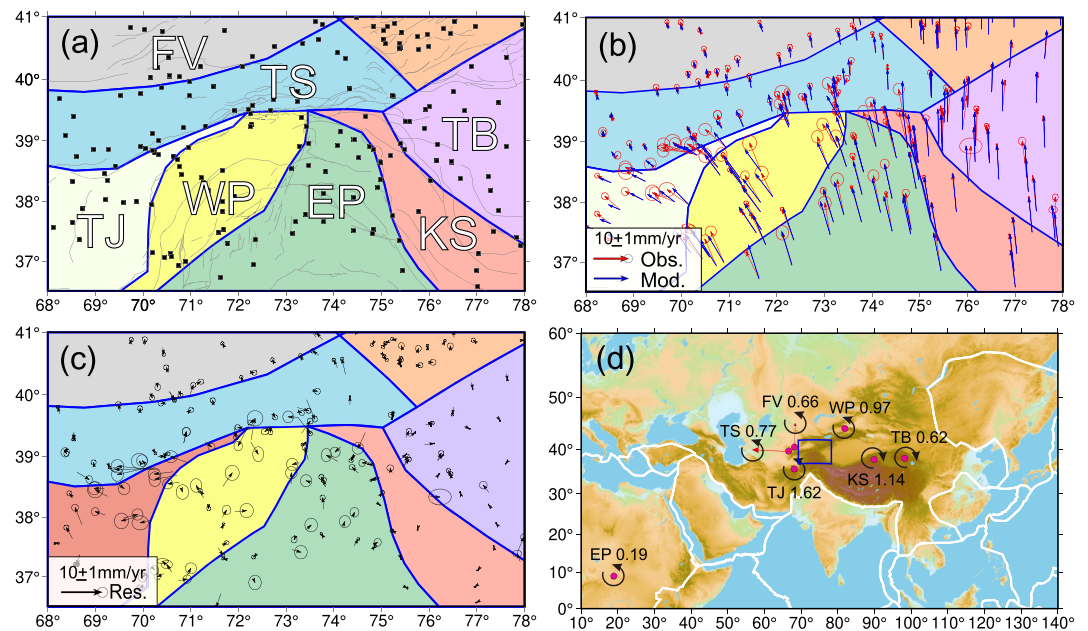 41°
40°
39°
38°
37°
68 69 70 71 72 73 74 75 76 77 78°
(a)
FV
TS
TB
WP
EP
TJ
KS
41°
40°
39°
38°
37°
68 69 70 71 72 73 74 75 76 77 78°
(b)
10±1mm/yr
Obs.
Mod.
41°
40°
39°
38°
37°
68 69 70 71 72 73 74 75 76 77 78°
(c)
10±1mm/yr
Res.
60°
50°
40°
30°
20°
10°
0°
10° 20° 30° 40° 50° 60° 70° 80° 90° 100° 110° 120° 130° 140°
(d)
FV 0.66
WP 0.97
TS 0.77
TB 0.62
KS 1.14
TJ 1.62
EP 0.19